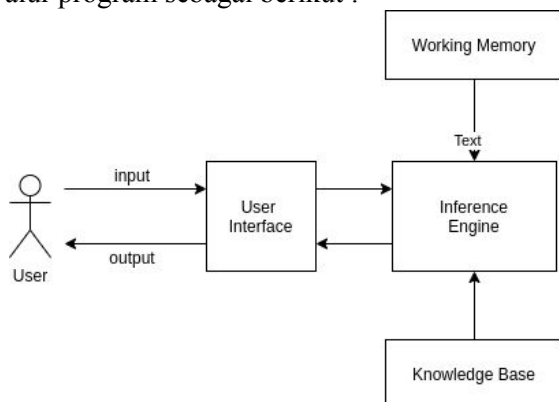 alur program sebagai berikut :
Working Memory
Text
input
User
Interface
Inference
Engine
output
User
Knowledge Base